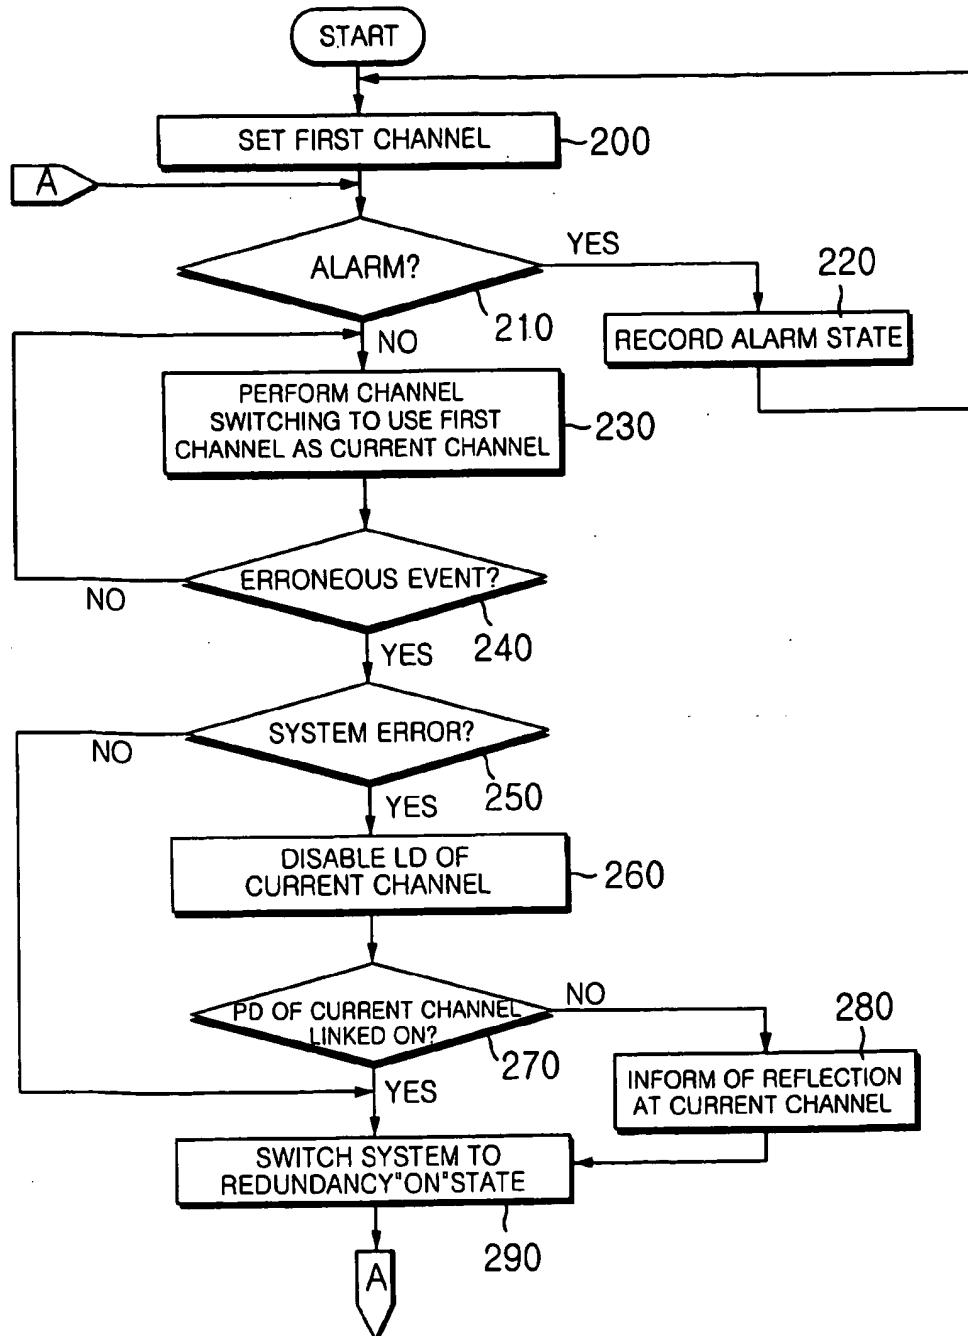 START
SET FIRST CHANNEL
200
A
ALARM?
YES
210
220
RECORD ALARM STATE
NO
PERFORM CHANNEL
SWITCHING TO USE FIRST
CHANNEL AS CURRENT CHANNEL
230
ERRONEOUS EVENT?
NO
240
YES
SYSTEM ERROR?
NO
250
YES
DISABLE LD OF
CURRENT CHANNEL
260
PD OF CURRENT CHANNEL
LINKED ON?
NO
270
280
INFORM OF REFLECTION
AT CURRENT CHANNEL
YES
SWITCH SYSTEM TO
REDUNDANCY"ON"STATE
290
A